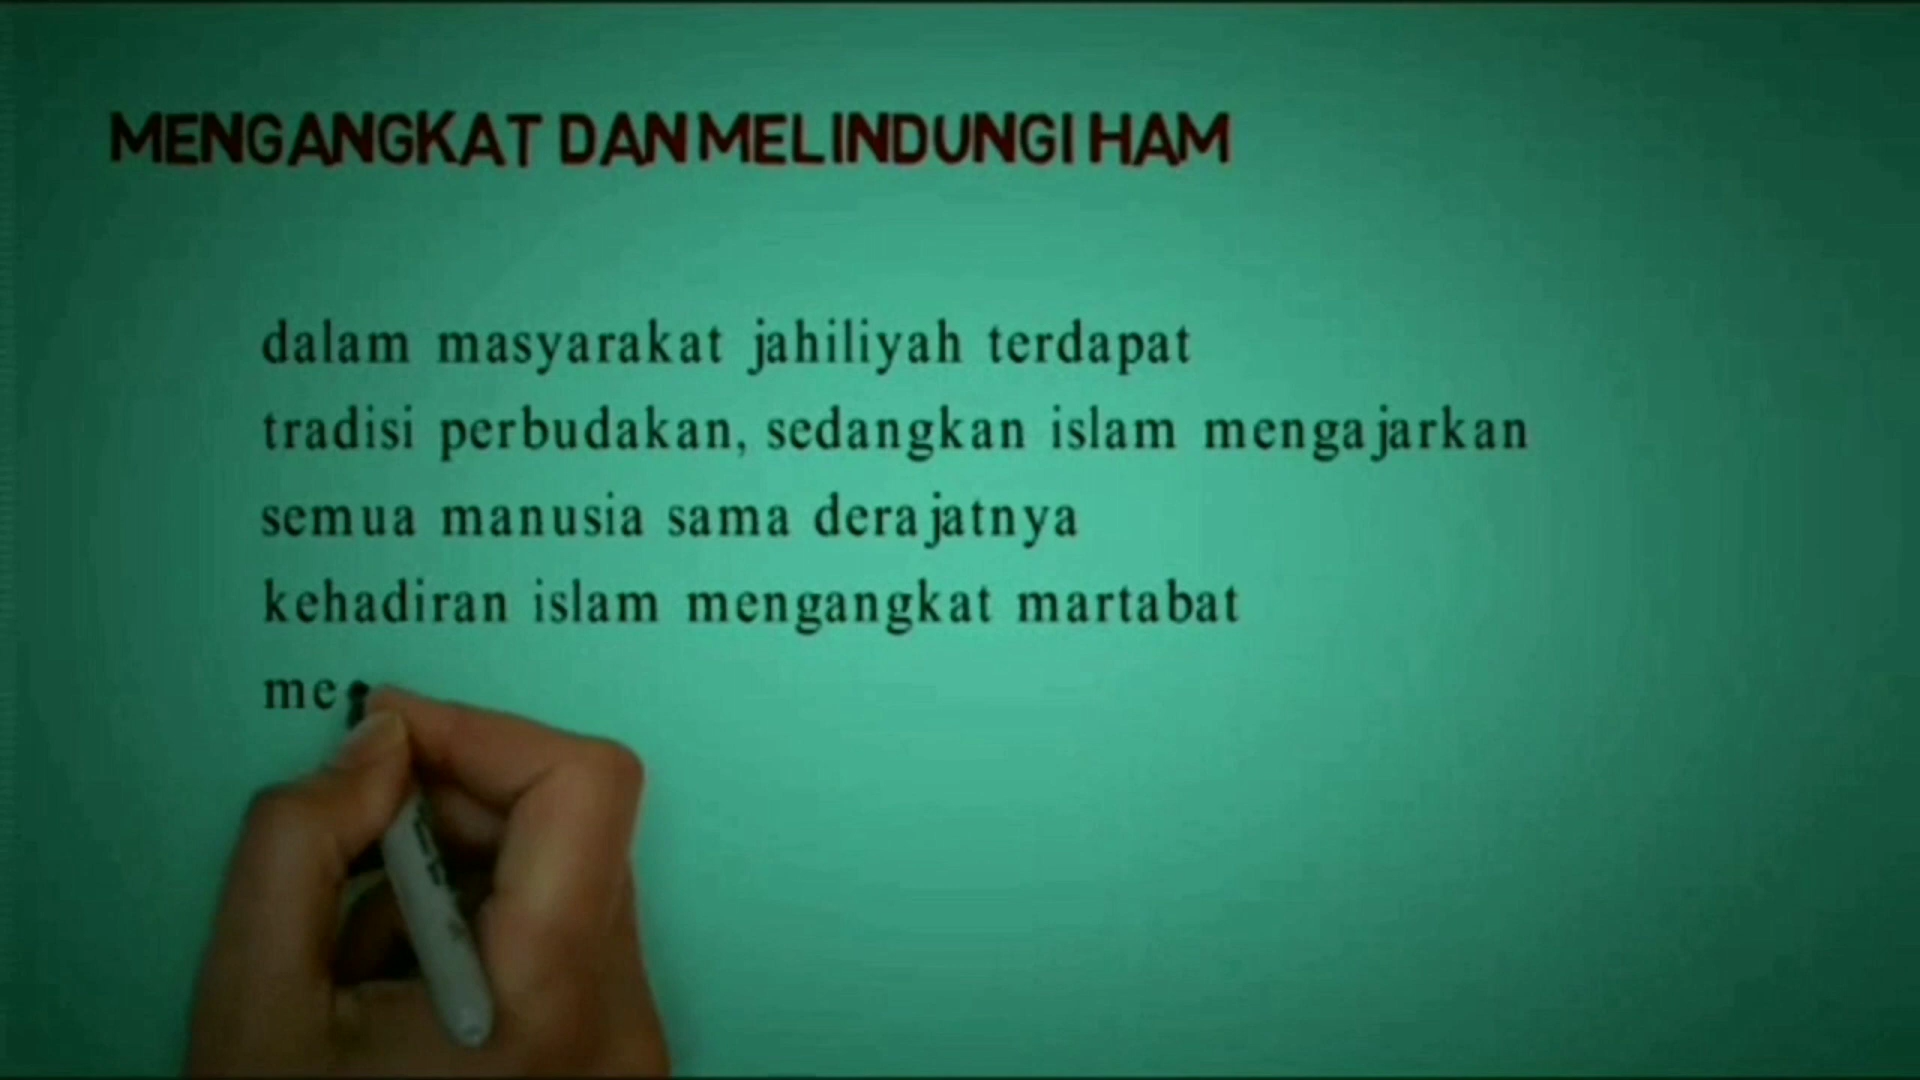 MENGANGKAT DAN MELINDUNGI HAM
dalam masyarakat jahiliyah terdapat
tradisi perbudakan, sedangkan islam mengajarkan
semua manusia sama derajatnya
kehadiran islam mengangkat martabat
me